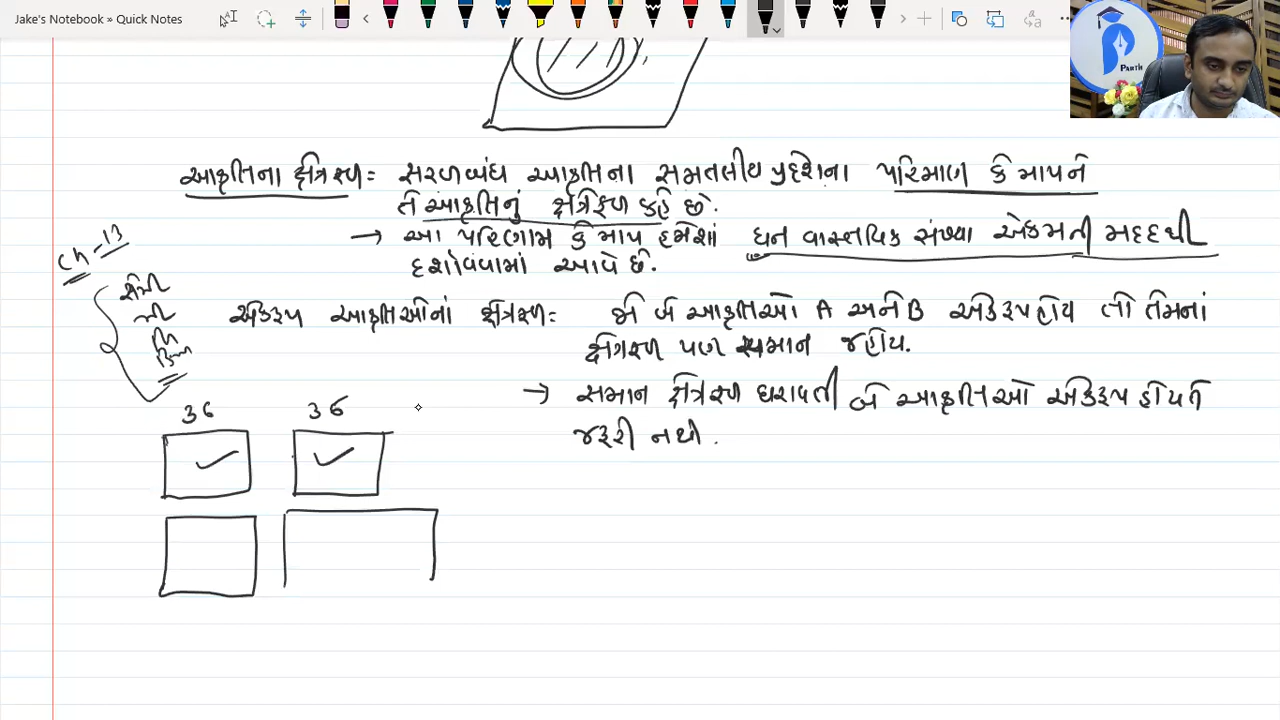 Jake's Notebook » Quick Notes
PARTH
આકૃતિના ક્ષેત્રફળ:- સરળબંધ આકૃતિના સમતલીય પ્રદેશના પરિમાણ કે માપને
તે આકૃતિનું ક્ષેત્રફળ કહે છે.
→ આ પરિણામ કે માપ હંમેશાં ધન વાસ્તવિક સંખ્યા એકમની મદદથી
દર્શાવવામાં આવે છે.
Ch-13
એકરૂપ આકૃતિઓનાં ક્ષેત્રફળ:- જો બે આકૃતિઓ A અને B એકરૂપ હોય તો તેમનાં
ક્ષેત્રફળ પણ સમાન જ હોય.
→ સમાન ક્ષેત્રફળ ધરાવતી બે આકૃતિઓ એકરૂપ હોય તે
જરૂરી નથી.
36 36